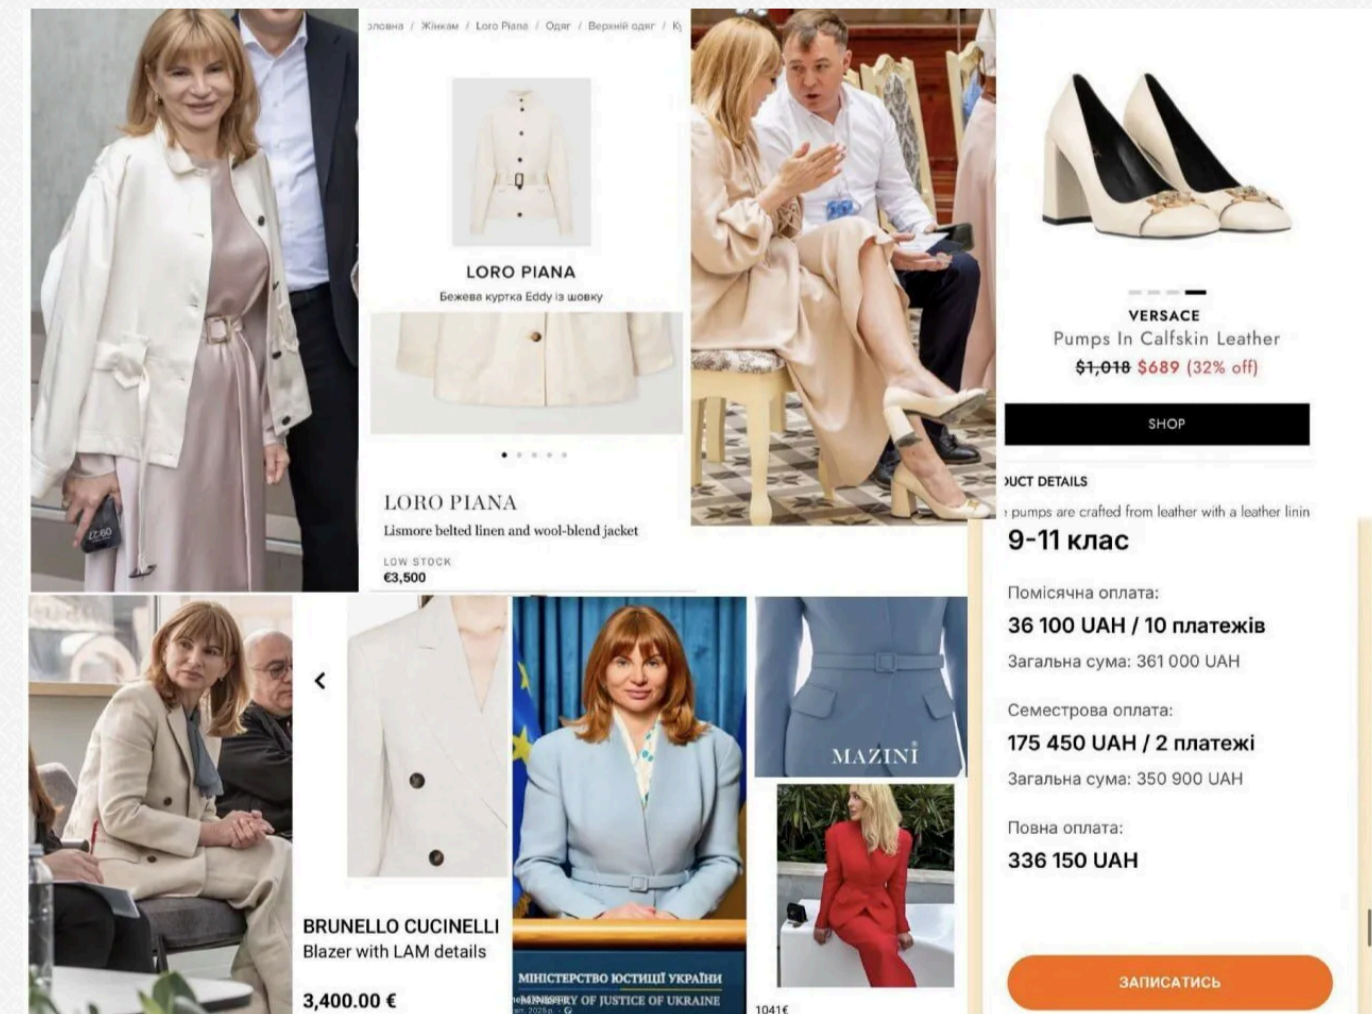 Жінкам / Loro Piana / Одяг / Верхній одяг /
LORO PIANA
Бежева куртка Eddy із шовку
LORO PIANA
Lismore belted linen and wool-blend jacket
LOW STOCK
€3,500
VERSACE
Pumps In Calfskin Leather
$1,018 $689 (32% off)
SHOP
DUCT DETAILS
pumps are crafted from leather with a leather linin
9-11 клас
Помісячна оплата:
36 100 UAH / 10 платежів
Загальна сума: 361 000 UAH
Семестрова оплата:
175 450 UAH / 2 платежі
Загальна сума: 350 900 UAH
Повна оплата:
336 150 UAH
ЗАПИСАТИСЬ
BRUNELLO CUCINELLI
Blazer with LAM details
3,400.00 €
МІНІСТЕРСТВО ЮСТИЦІЇ УКРАЇНИ
OF JUSTICE OF UKRAINE
MAZINI
1041€